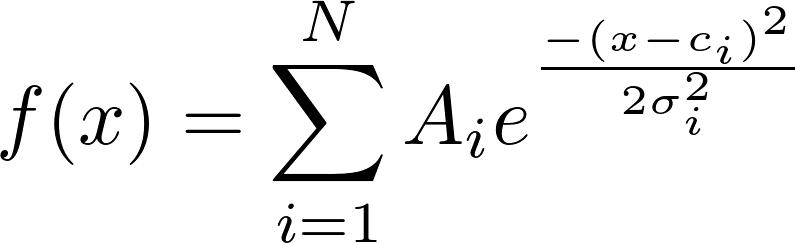 f(x) = \sum_{i=1}^{N} A_i e^{\frac{-(x-c_i)^2}{2\sigma_i^2}}